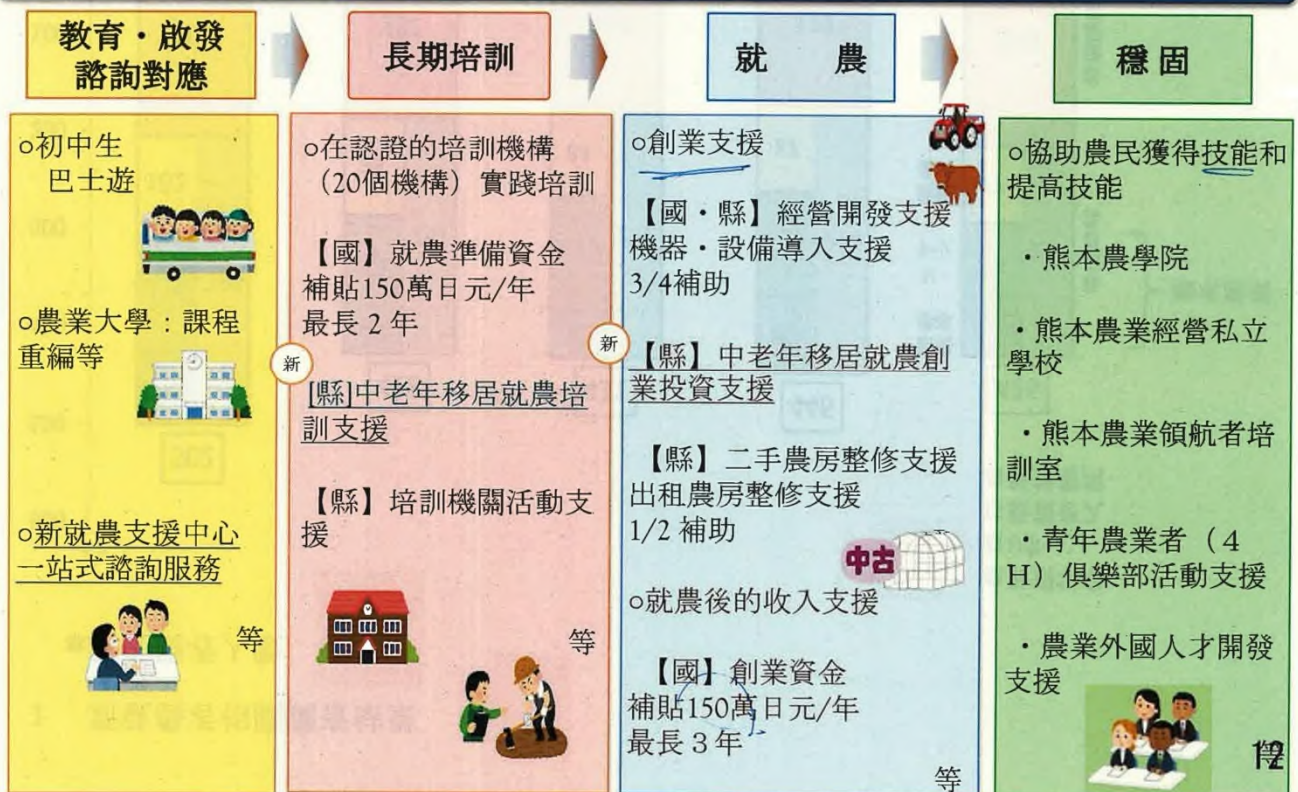 教育・啟發
諮詢對應
長期培訓
就 農
穩固
○初中生
巴士遊
○農業大學：課程
重編等
○新就農支援中心
一站式諮詢服務
等
○在認證的培訓機構
（20個機構）實踐培訓
【國】就農準備資金
補貼150萬日元/年
最長２年
新
[縣]中老年移居就農培
訓支援
【縣】培訓機關活動支
援
等
○創業支援
【國・縣】經營開發支援
機器・設備導入支援
3/4補助
新
【縣】中老年移居就農創
業投資支援
【縣】二手農房整修支援
出租農房整修支援
1/2 補助
中古
○就農後的收入支援
【國】創業資金
補貼150萬日元/年
最長３年
等
○協助農民獲得技能和
提高技能
・熊本農學院
・熊本農業經營私立
學校
・熊本農業領航者培
訓室
・青年農業者（4
H）俱樂部活動支援
・農業外國人才開發
支援
等
12